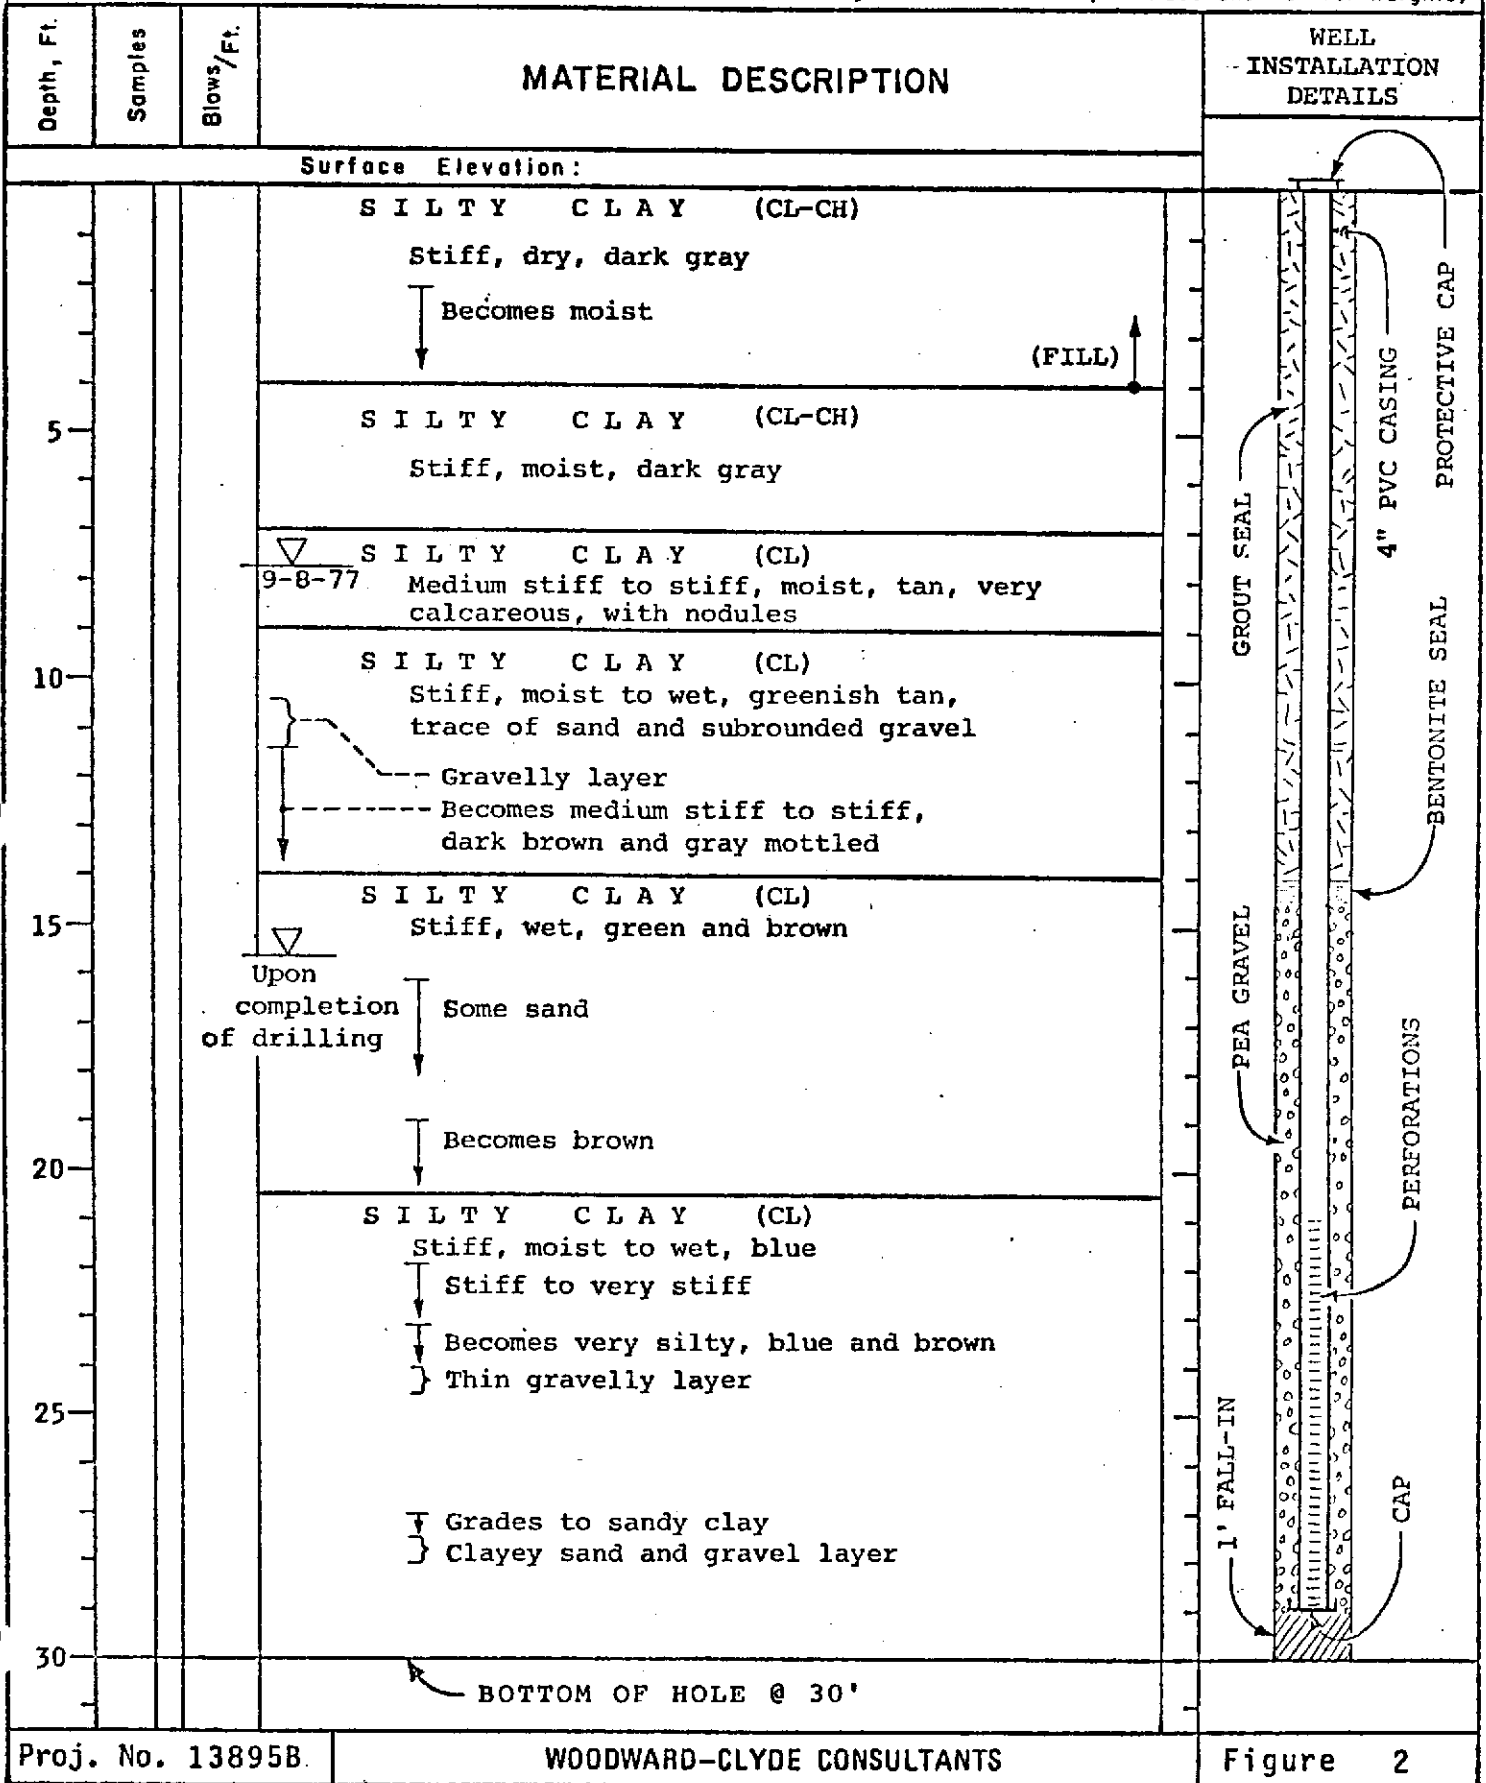 Depth, Ft.
Samples
Blows/Ft.
MATERIAL DESCRIPTION
WELL
INSTALLATION
DETAILS
Surface Elevation:
SILTY CLAY (CL-CH)
Stiff, dry, dark gray
Becomes moist
(FILL)
5
SILTY CLAY (CL-CH)
Stiff, moist, dark gray
SILTY CLAY (CL)
9-8-77
Medium stiff to stiff, moist, tan, very
calcareous, with nodules
10
SILTY CLAY (CL)
Stiff, moist to wet, greenish tan,
trace of sand and subrounded gravel
Gravelly layer
Becomes medium stiff to stiff,
dark brown and gray mottled
15
SILTY CLAY (CL)
Stiff, wet, green and brown
Upon
completion
of drilling
Some sand
Becomes brown
20
SILTY CLAY (CL)
Stiff, moist to wet, blue
Stiff to very stiff
Becomes very silty, blue and brown
Thin gravelly layer
25
Grades to sandy clay
Clayey sand and gravel layer
30
BOTTOM OF HOLE @ 30'
PROTECTIVE CAP
4" PVC CASING
GROUT SEAL
BENTONITE SEAL
PEA GRAVEL
PERFORATIONS
1' FALL-IN
CAP
Proj. No. 13895B
WOODWARD-CLYDE CONSULTANTS
Figure 2